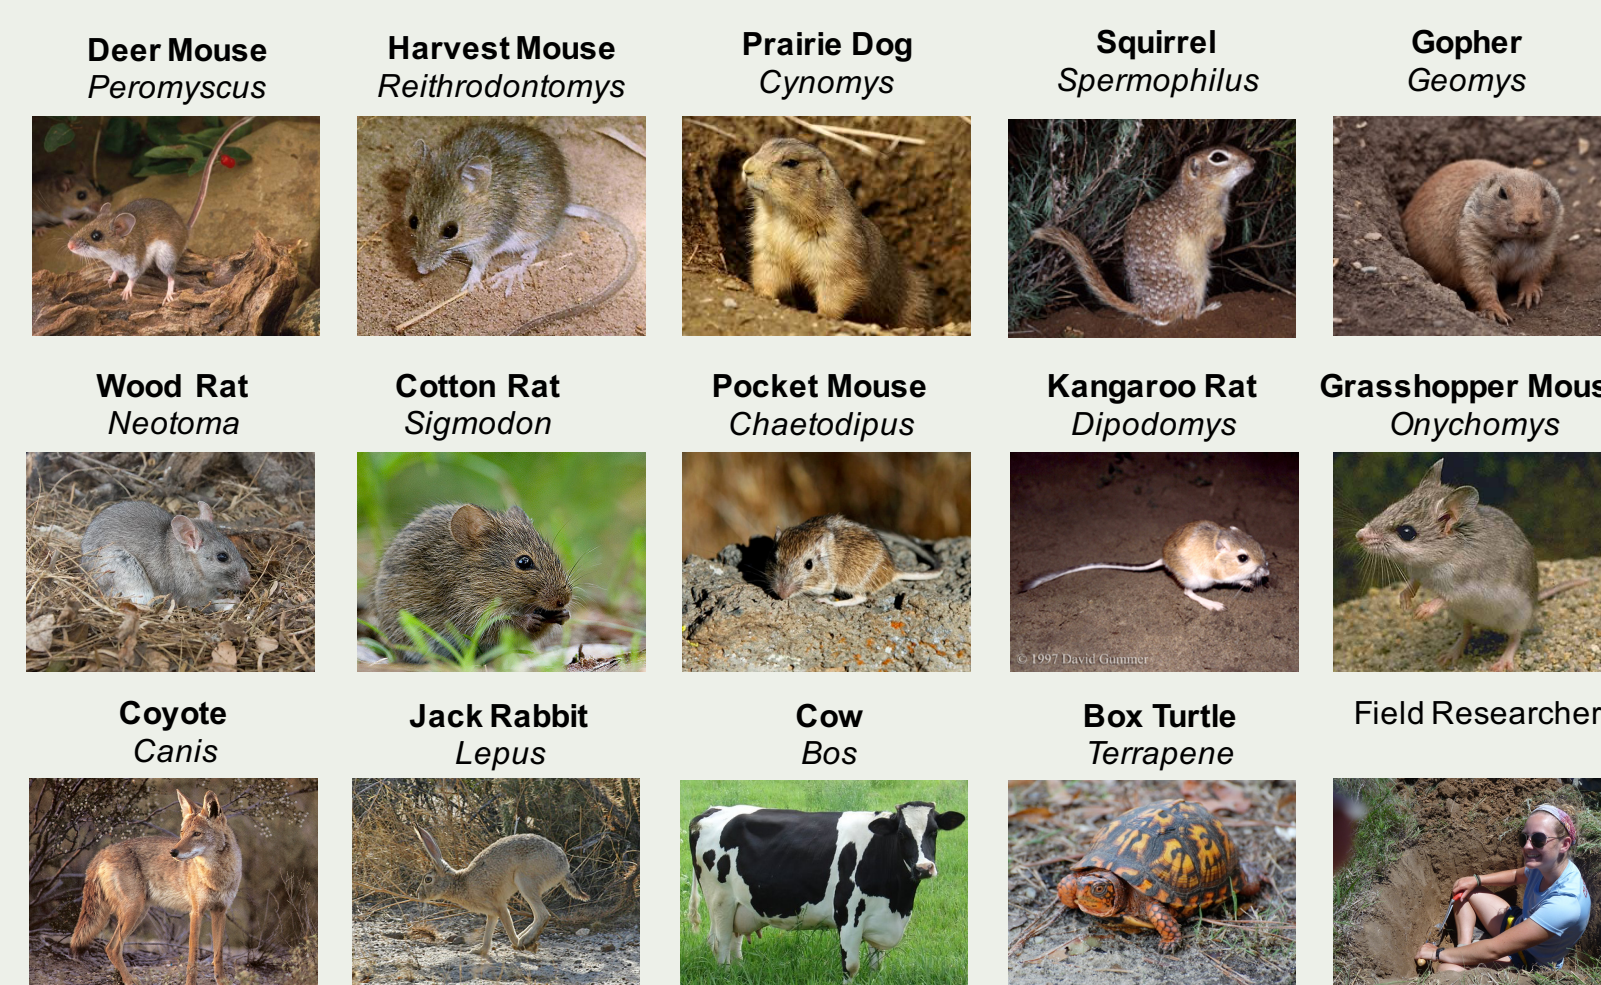 Deer Mouse
Peromyscus
Harvest Mouse
Reithrodontomys
Prairie Dog
Cynomys
Squirrel
Spermophilus
Gopher
Geomys
Wood Rat
Neotoma
Cotton Rat
Sigmodon
Pocket Mouse
Chaetodipus
Kangaroo Rat
Dipodomys
Grasshopper Mous
Onychomys
© 1997 David Gummer
Coyote
Canis
Jack Rabbit
Lepus
Cow
Bos
Box Turtle
Terrapene
Field Researcher